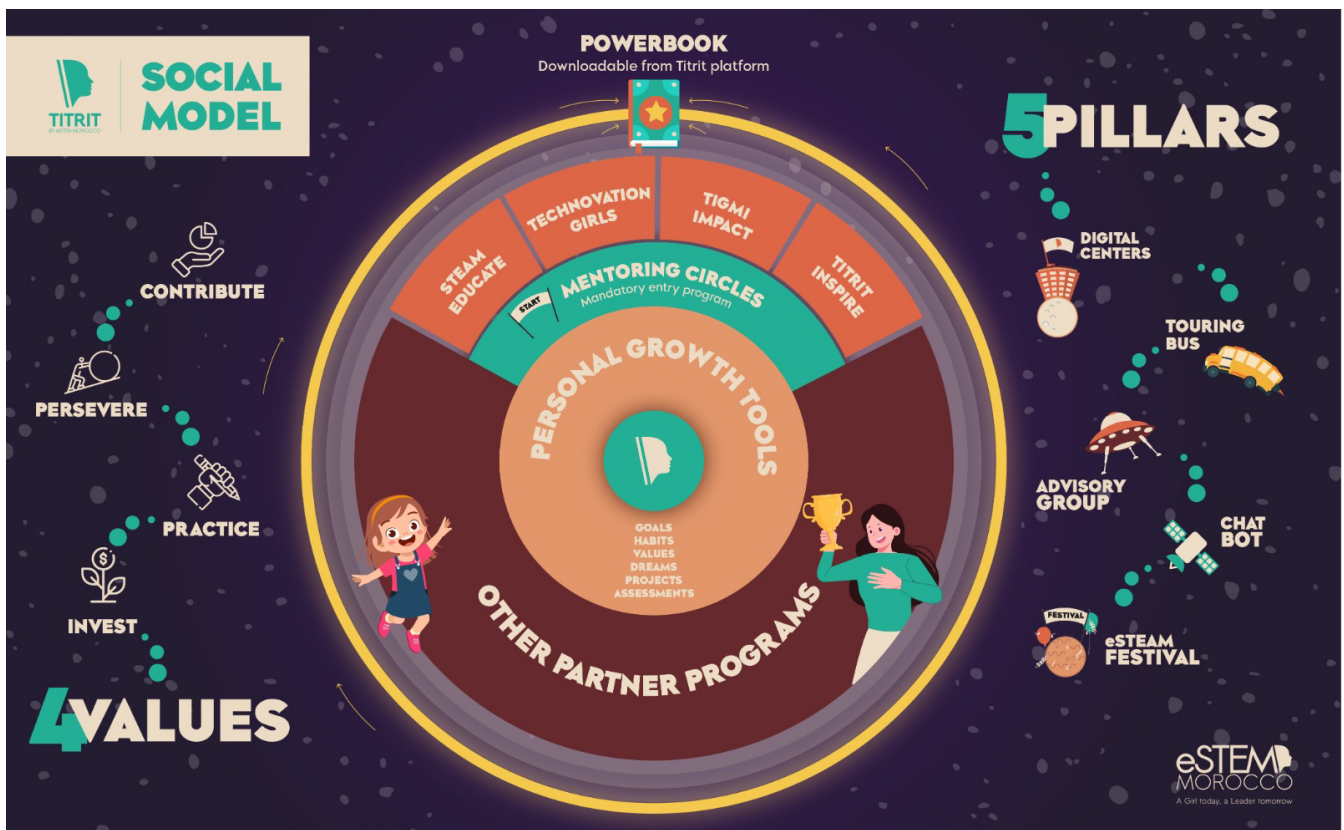 TITRIT
BY eSTEM MOROCCO
SOCIAL
MODEL
POWERBOOK
Downloadable from Titrit platform
5PILLARS
DIGITAL
CENTERS
TOURING
BUS
ADVISORY
GROUP
CHAT
BOT
FESTIVAL
eSTEAM
FESTIVAL
CONTRIBUTE
PERSEVERE
PRACTICE
INVEST
4VALUES
STEAM
EDUCATE
TECHNOVATION
GIRLS
TIGMI
IMPACT
TITRIT
INSPIRE
START
MENTORING CIRCLES
Mandatory entry program
PERSONAL GROWTH TOOLS
GOALS
HABITS
VALUES
DREAMS
PROJECTS
ASSESSMENTS
OTHER PARTNER PROGRAMS
eSTEM
MOROCCO
A Girl today, a Leader tomorrow